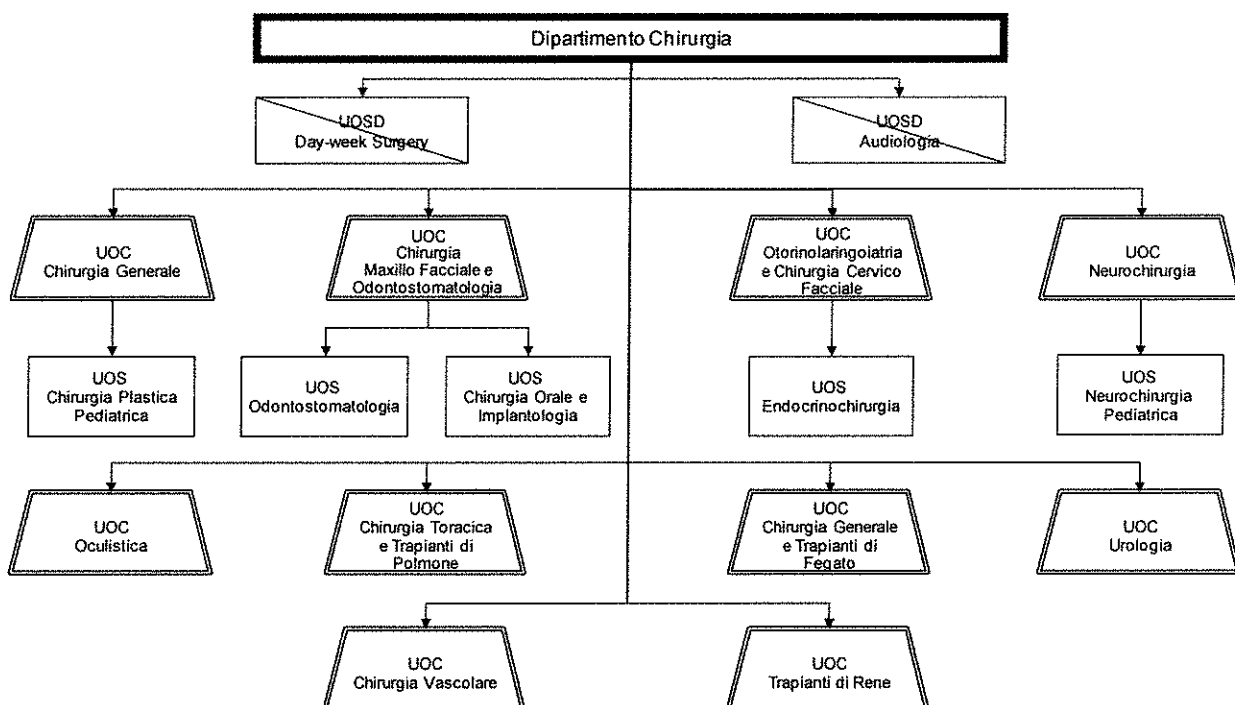 Dipartimento Chirurgia
UOSD
Day-week Surgery
UOSD
Audiologia
UOC
Chirurgia Generale
UOC
Chirurgia
Maxillo Facciale e
Odontostomatologia
UOC
Otorinolaringoiatria
e Chirurgia Cervico
Facciale
UOC
Neurochirurgia
UOS
Chirurgia Plastica
Pediatrica
UOS
Odontostomatologia
UOS
Chirurgia Orale e
Implantologia
UOS
Endocrinochirurgia
UOS
Neurochirurgia
Pediatrica
UOC
Oculistica
UOC
Chirurgia Toracica
e Trapianti di
Polmone
UOC
Chirurgia Generale
e Trapianti di
Fegato
UOC
Urologia
UOC
Chirurgia Vascolare
UOC
Trapianti di Rene